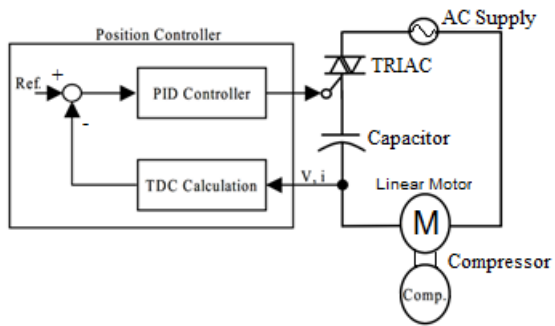 Position Controller
AC Supply
TRIAC
Ref.
+
-
PID Controller
Capacitor
TDC Calculation
V, i
Linear Motor
M
Compressor
Comp.